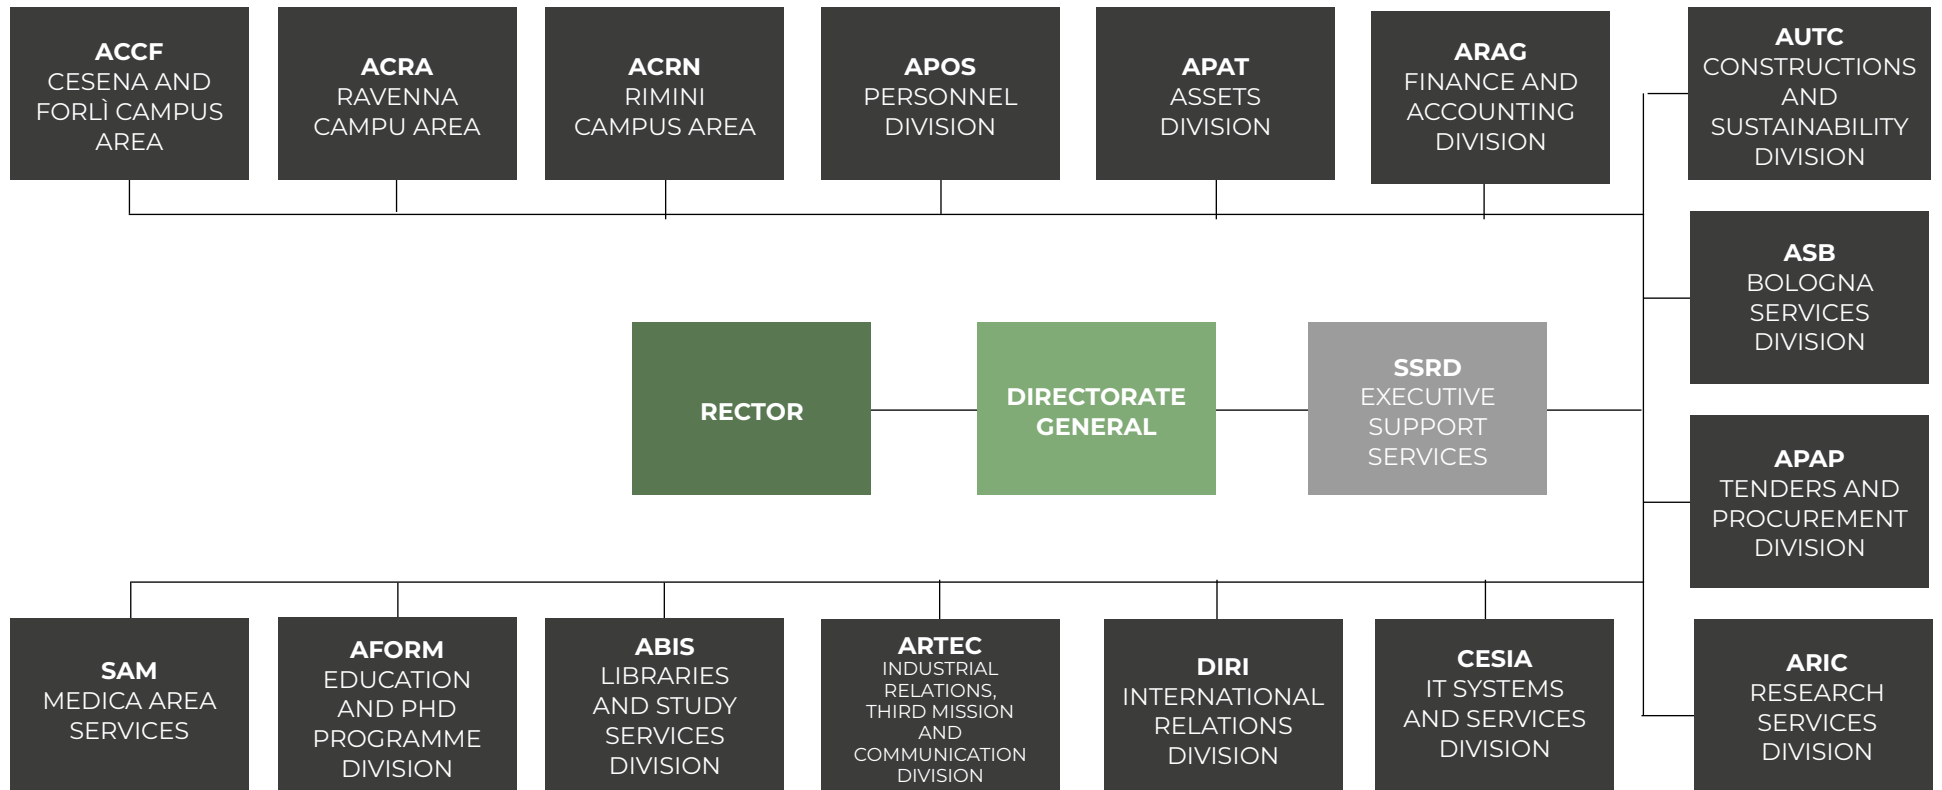 ACCF
CESENA AND
FORLÌ CAMPUS
AREA
ACRA
RAVENNA
CAMPU AREA
ACRN
RIMINI
CAMPUS AREA
APOS
PERSONNEL
DIVISION
APAT
ASSETS
DIVISION
ARAG
FINANCE AND
ACCOUNTING
DIVISION
AUTC
CONSTRUCTIONS
AND
SUSTAINABILITY
DIVISION
ASB
BOLOGNA
SERVICES
DIVISION
RECTOR
DIRECTORATE
GENERAL
SSRD
EXECUTIVE
SUPPORT
SERVICES
APAP
TENDERS AND
PROCUREMENT
DIVISION
SAM
MEDICA AREA
SERVICES
AFORM
EDUCATION
AND PHD
PROGRAMME
DIVISION
ABIS
LIBRARIES
AND STUDY
SERVICES
DIVISION
ARTEC
INDUSTRIAL
RELATIONS,
THIRD MISSION
AND
COMMUNICATION
DIVISION
DIRI
INTERNATIONAL
RELATIONS
DIVISION
CESIA
IT SYSTEMS
AND SERVICES
DIVISION
ARIC
RESEARCH
SERVICES
DIVISION